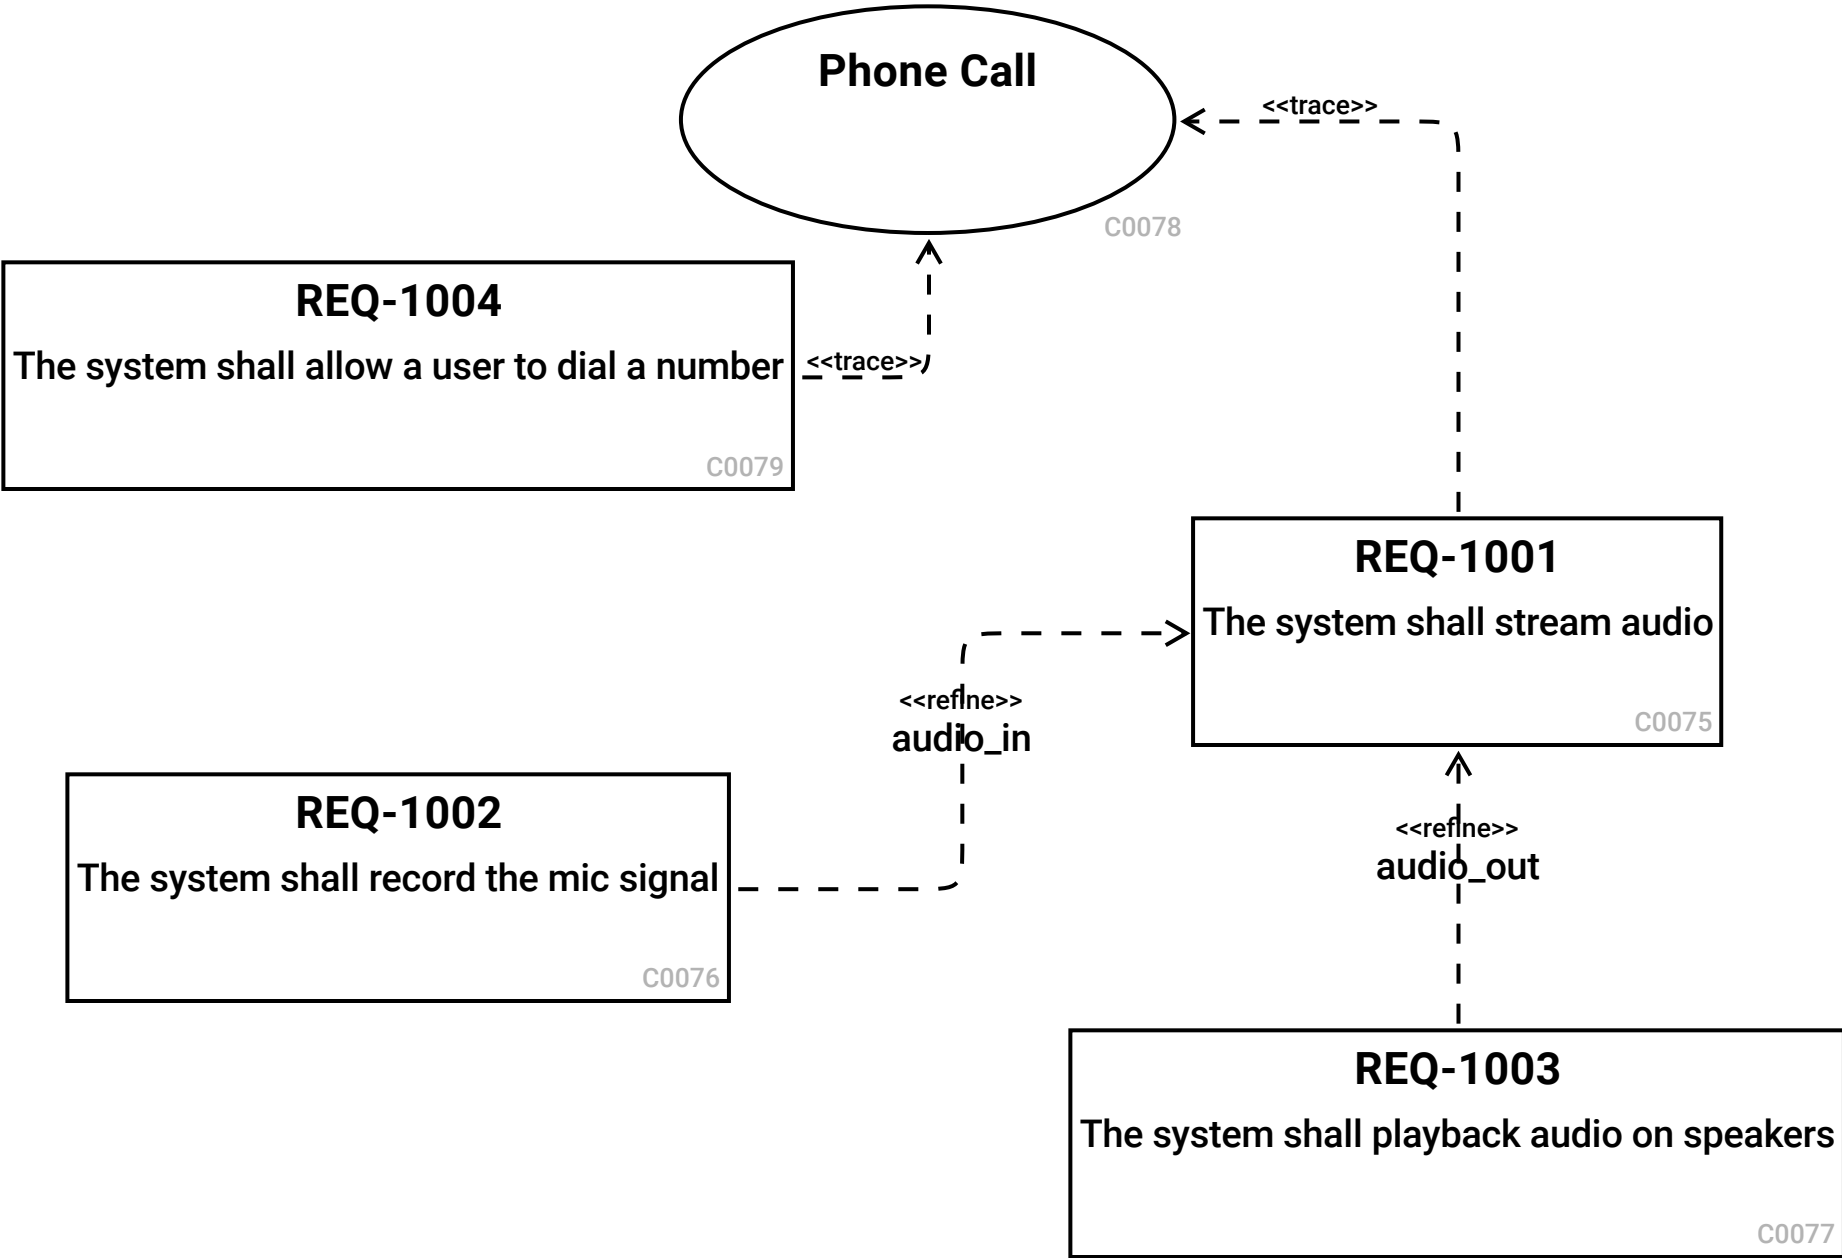 Phone Call
<<trace>>
C0078
REQ-1004
The system shall allow a user to dial a number
<<trace>>
C0079
REQ-1001
The system shall stream audio
C0075
<<refine>>
audio_in
REQ-1002
The system shall record the mic signal
C0076
<<refine>>
audio_out
REQ-1003
The system shall playback audio on speakers
C0077